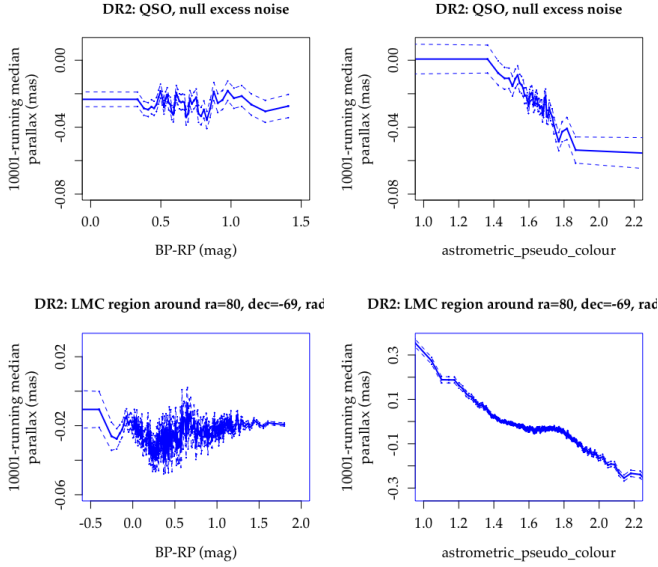 DR2: QSO, null excess noise
10001-running median
parallax (mas)
0.00
-0.04
-0.08
0.0
0.5
1.0
1.5
BP-RP (mag)
DR2: QSO, null excess noise
10001-running median
parallax (mas)
0.00
-0.04
-0.08
1.0
1.2
1.4
1.6
1.8
2.0
2.2
astrometric_pseudo_colour
DR2: LMC region around ra=80, dec=-69, rad
10001-running median
parallax (mas)
0.02
-0.02
-0.06
-0.5
0.0
0.5
1.0
1.5
2.0
BP-RP (mag)
DR2: LMC region around ra=80, dec=-69, rad
10001-running median
parallax (mas)
0.3
0.1
-0.1
-0.3
1.0
1.2
1.4
1.6
1.8
2.0
2.2
astrometric_pseudo_colour